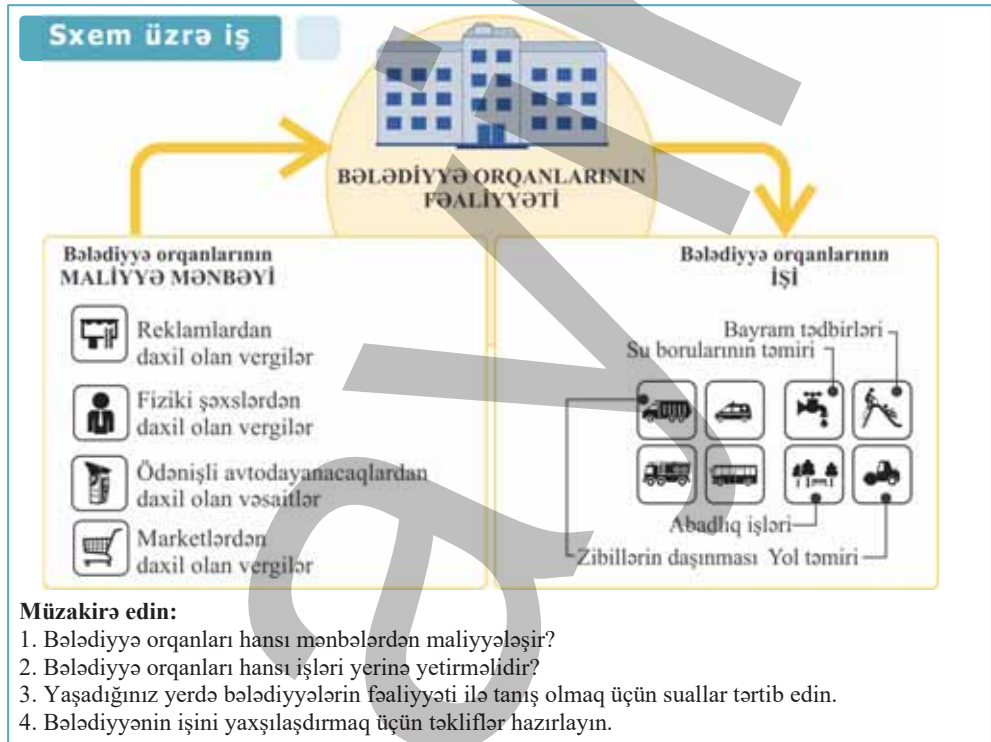 Sxem üzrə iş
BƏLƏDİYYƏ ORQANLARININ
FƏALİYYƏTİ
Bələdiyyə orqanlarının
MALİYYƏ MƏNBƏYİ
Reklamlardan
daxil olan vergilər
Fiziki şəxslərdən
daxil olan vergilər
Ödənişli avtodayanacaqlardan
daxil olan vəsaitlər
Marketlərdən
daxil olan vergilər
Bələdiyyə orqanlarının
İŞİ
Bayram tədbirləri
Su borularının təmiri
Abadlıq işləri
Zibillərin daşınması Yol təmiri
Müzakirə edin:
1. Bələdiyyə orqanları hansı mənbələrdən maliyyələşir?
2. Bələdiyyə orqanları hansı işləri yerinə yetirməlidir?
3. Yaşadığınız yerdə bələdiyyələrin fəaliyyəti ilə tanış olmaq üçün suallar tərtib edin.
4. Bələdiyyənin işini yaxşılaşdırmaq üçün təkliflər hazırlayın.